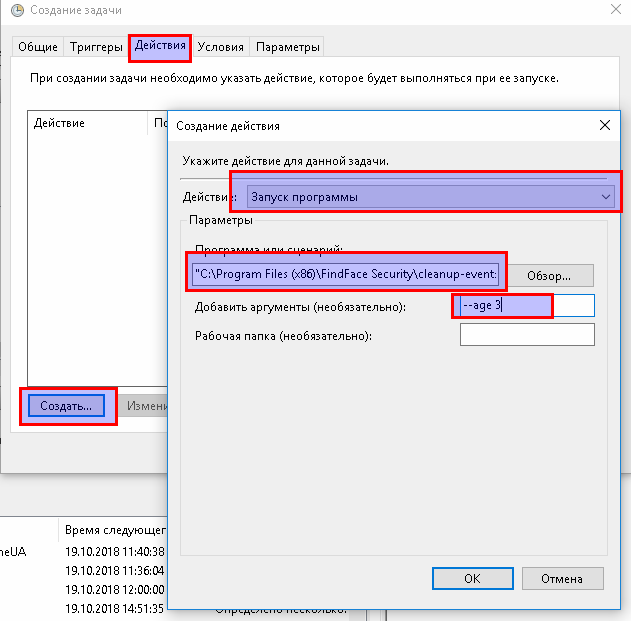 Создание задачи
Общие Триггеры Действия Условия Параметры
При создании задачи необходимо указать действие, которое будет выполняться при ее запуске.
Действие
Создание действия
Укажите действие для данной задачи.
Действие: Запуск программы
Параметры
Программа или сценарий:
"C:\Program Files (x86)\FindFace Security\cleanup-event: Обзор...
Добавить аргументы (необязательно): --age 3
Рабочая папка (необязательно):
Создать... Измени
Время следующег
neUA 19.10.2018 11:40:38
19.10.2018 11:36:04
19.10.2018 12:00:00
19.10.2018 14:51:35 Определено несколько.
OK Отмена